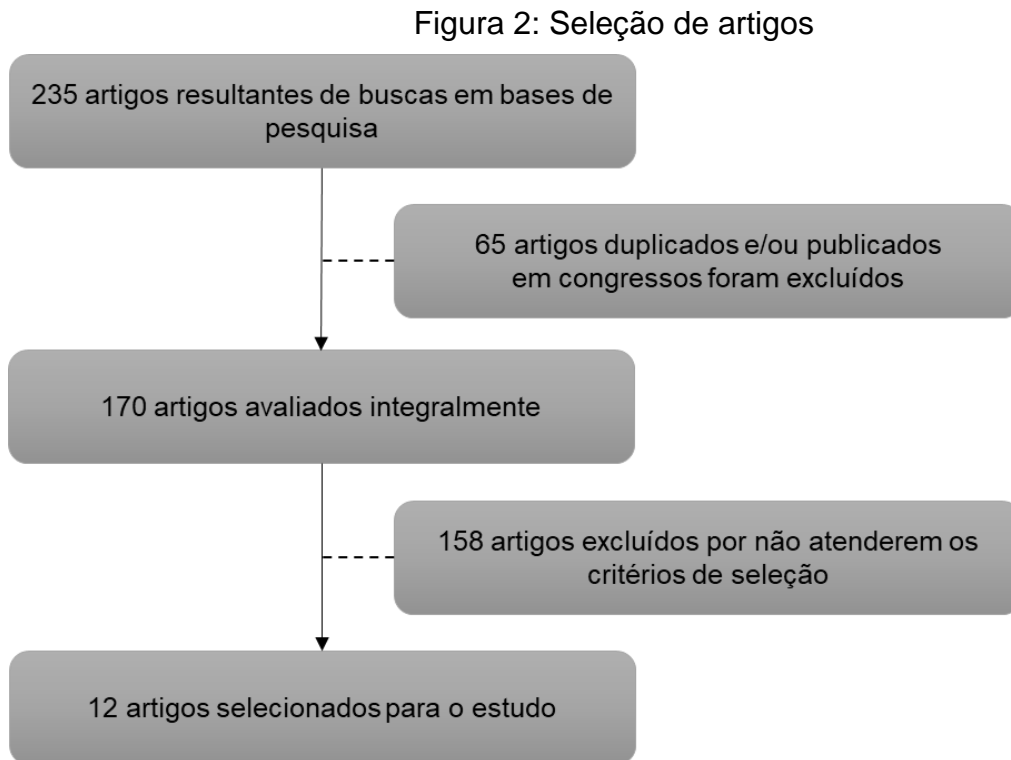 Figura 2: Seleção de artigos
235 artigos resultantes de buscas em bases de
pesquisa
65 artigos duplicados e/ou publicados
em congressos foram excluídos
170 artigos avaliados integralmente
158 artigos excluídos por não atenderem os
critérios de seleção
12 artigos selecionados para o estudo